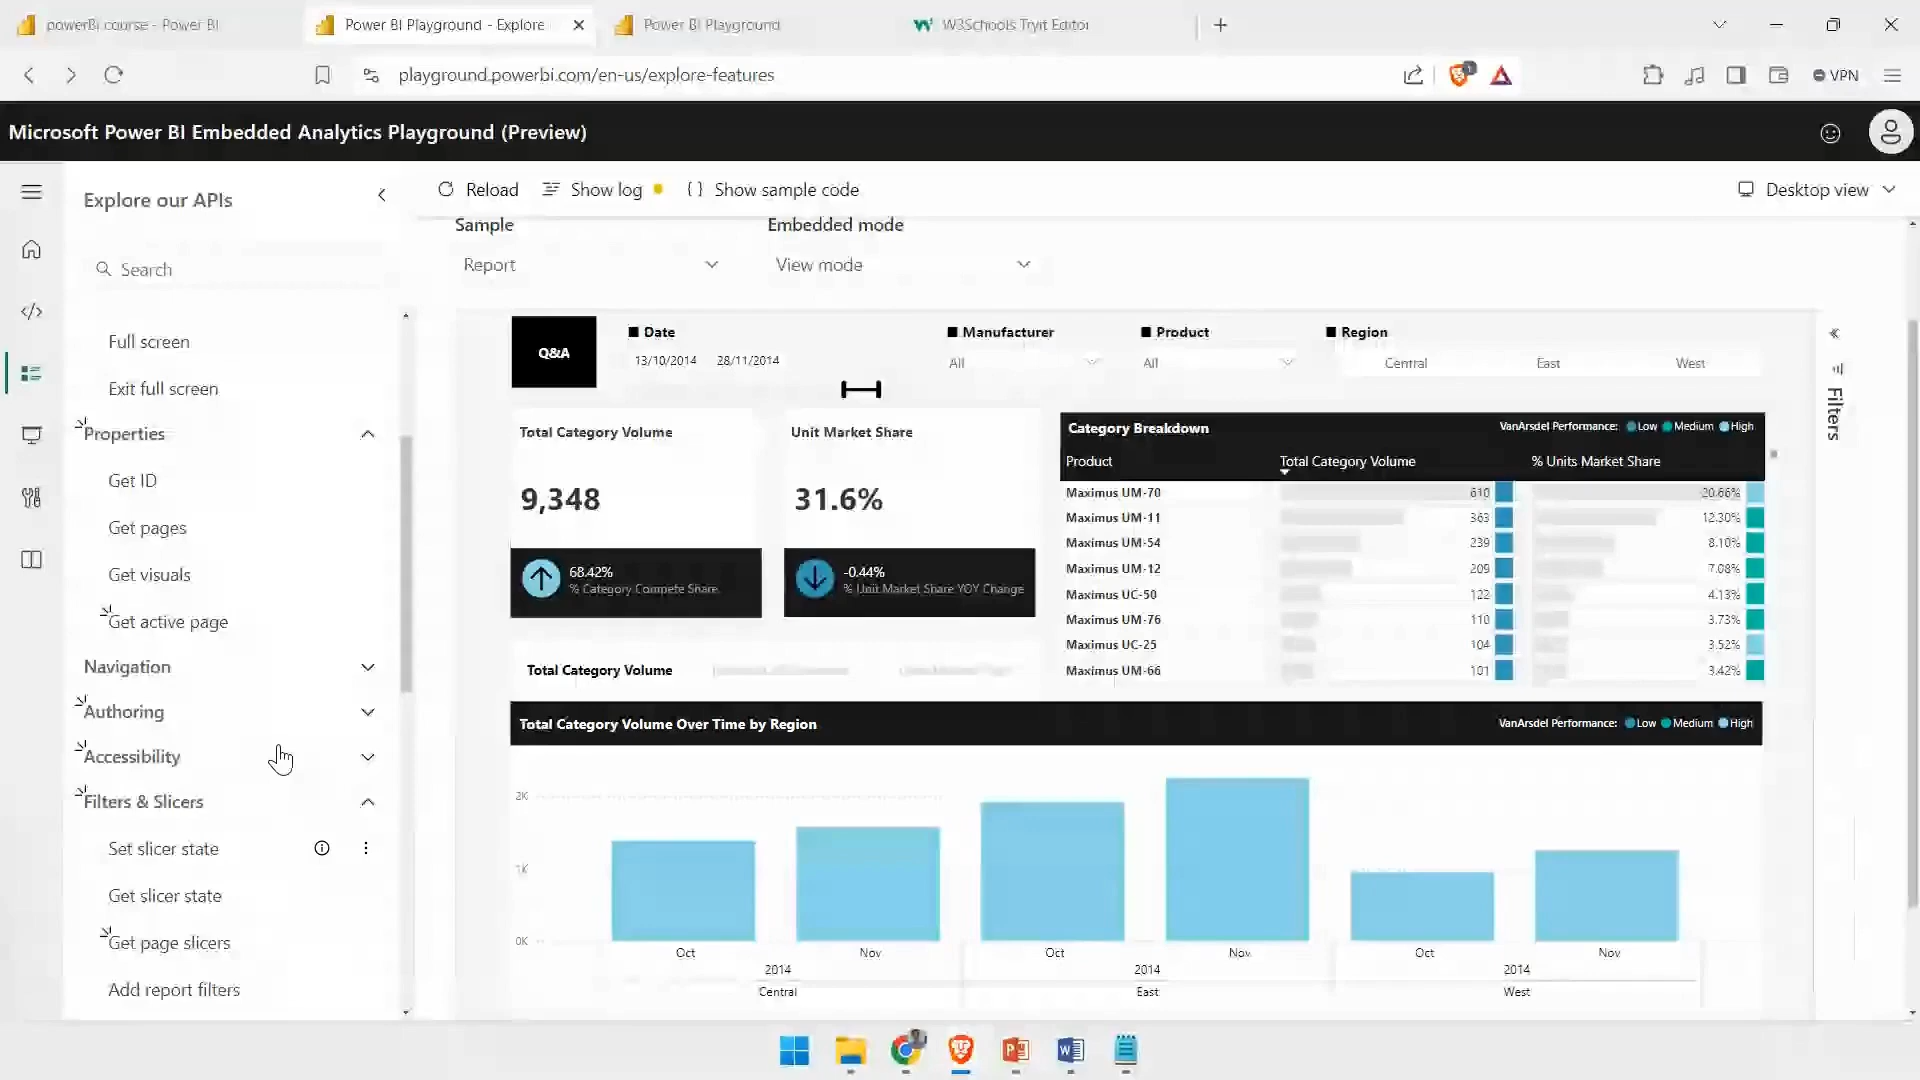 powerBi course - Power BI
Power BI Playground - Explore
Power BI Playground
W3Schools Tryit Editor
playground.powerbi.com/en-us/explore-features
1
VPN
Microsoft Power BI Embedded Analytics Playground (Preview)
Explore our APIs
Reload
Show log
Show sample code
Desktop view
Search
Sample
Embedded mode
Report
View mode
Full screen
Exit full screen
Properties
Get ID
Get pages
Get visuals
Get active page
Navigation
Authoring
Accessibility
Filters & Slicers
Set slicer state
Get slicer state
Get page slicers
Add report filters
Q&A
Date
13/10/2014 28/11/2014
Manufacturer
All
Product
All
Region
Central East West
Filters
Total Category Volume
9,348
68.42%
% Category Compete Share
Unit Market Share
31.6%
-0.44%
% Unit Market Share YOY Change
Category Breakdown
VanArsdel Performance: Low Medium High
Product Total Category Volume % Units Market Share
Maximus UM-70 610 20.66%
Maximus UM-11 363 12.30%
Maximus UM-54 239 8.10%
Maximus UM-12 209 7.08%
Maximus UC-50 122 4.13%
Maximus UM-76 110 3.73%
Maximus UC-25 104 3.52%
Maximus UM-66 101 3.42%
Total Category Volume
Total Category Volume Over Time by Region
VanArsdel Performance: Low Medium High
2K
1K
0K
Oct Nov Oct Nov Oct Nov
2014 2014 2014
Central East West